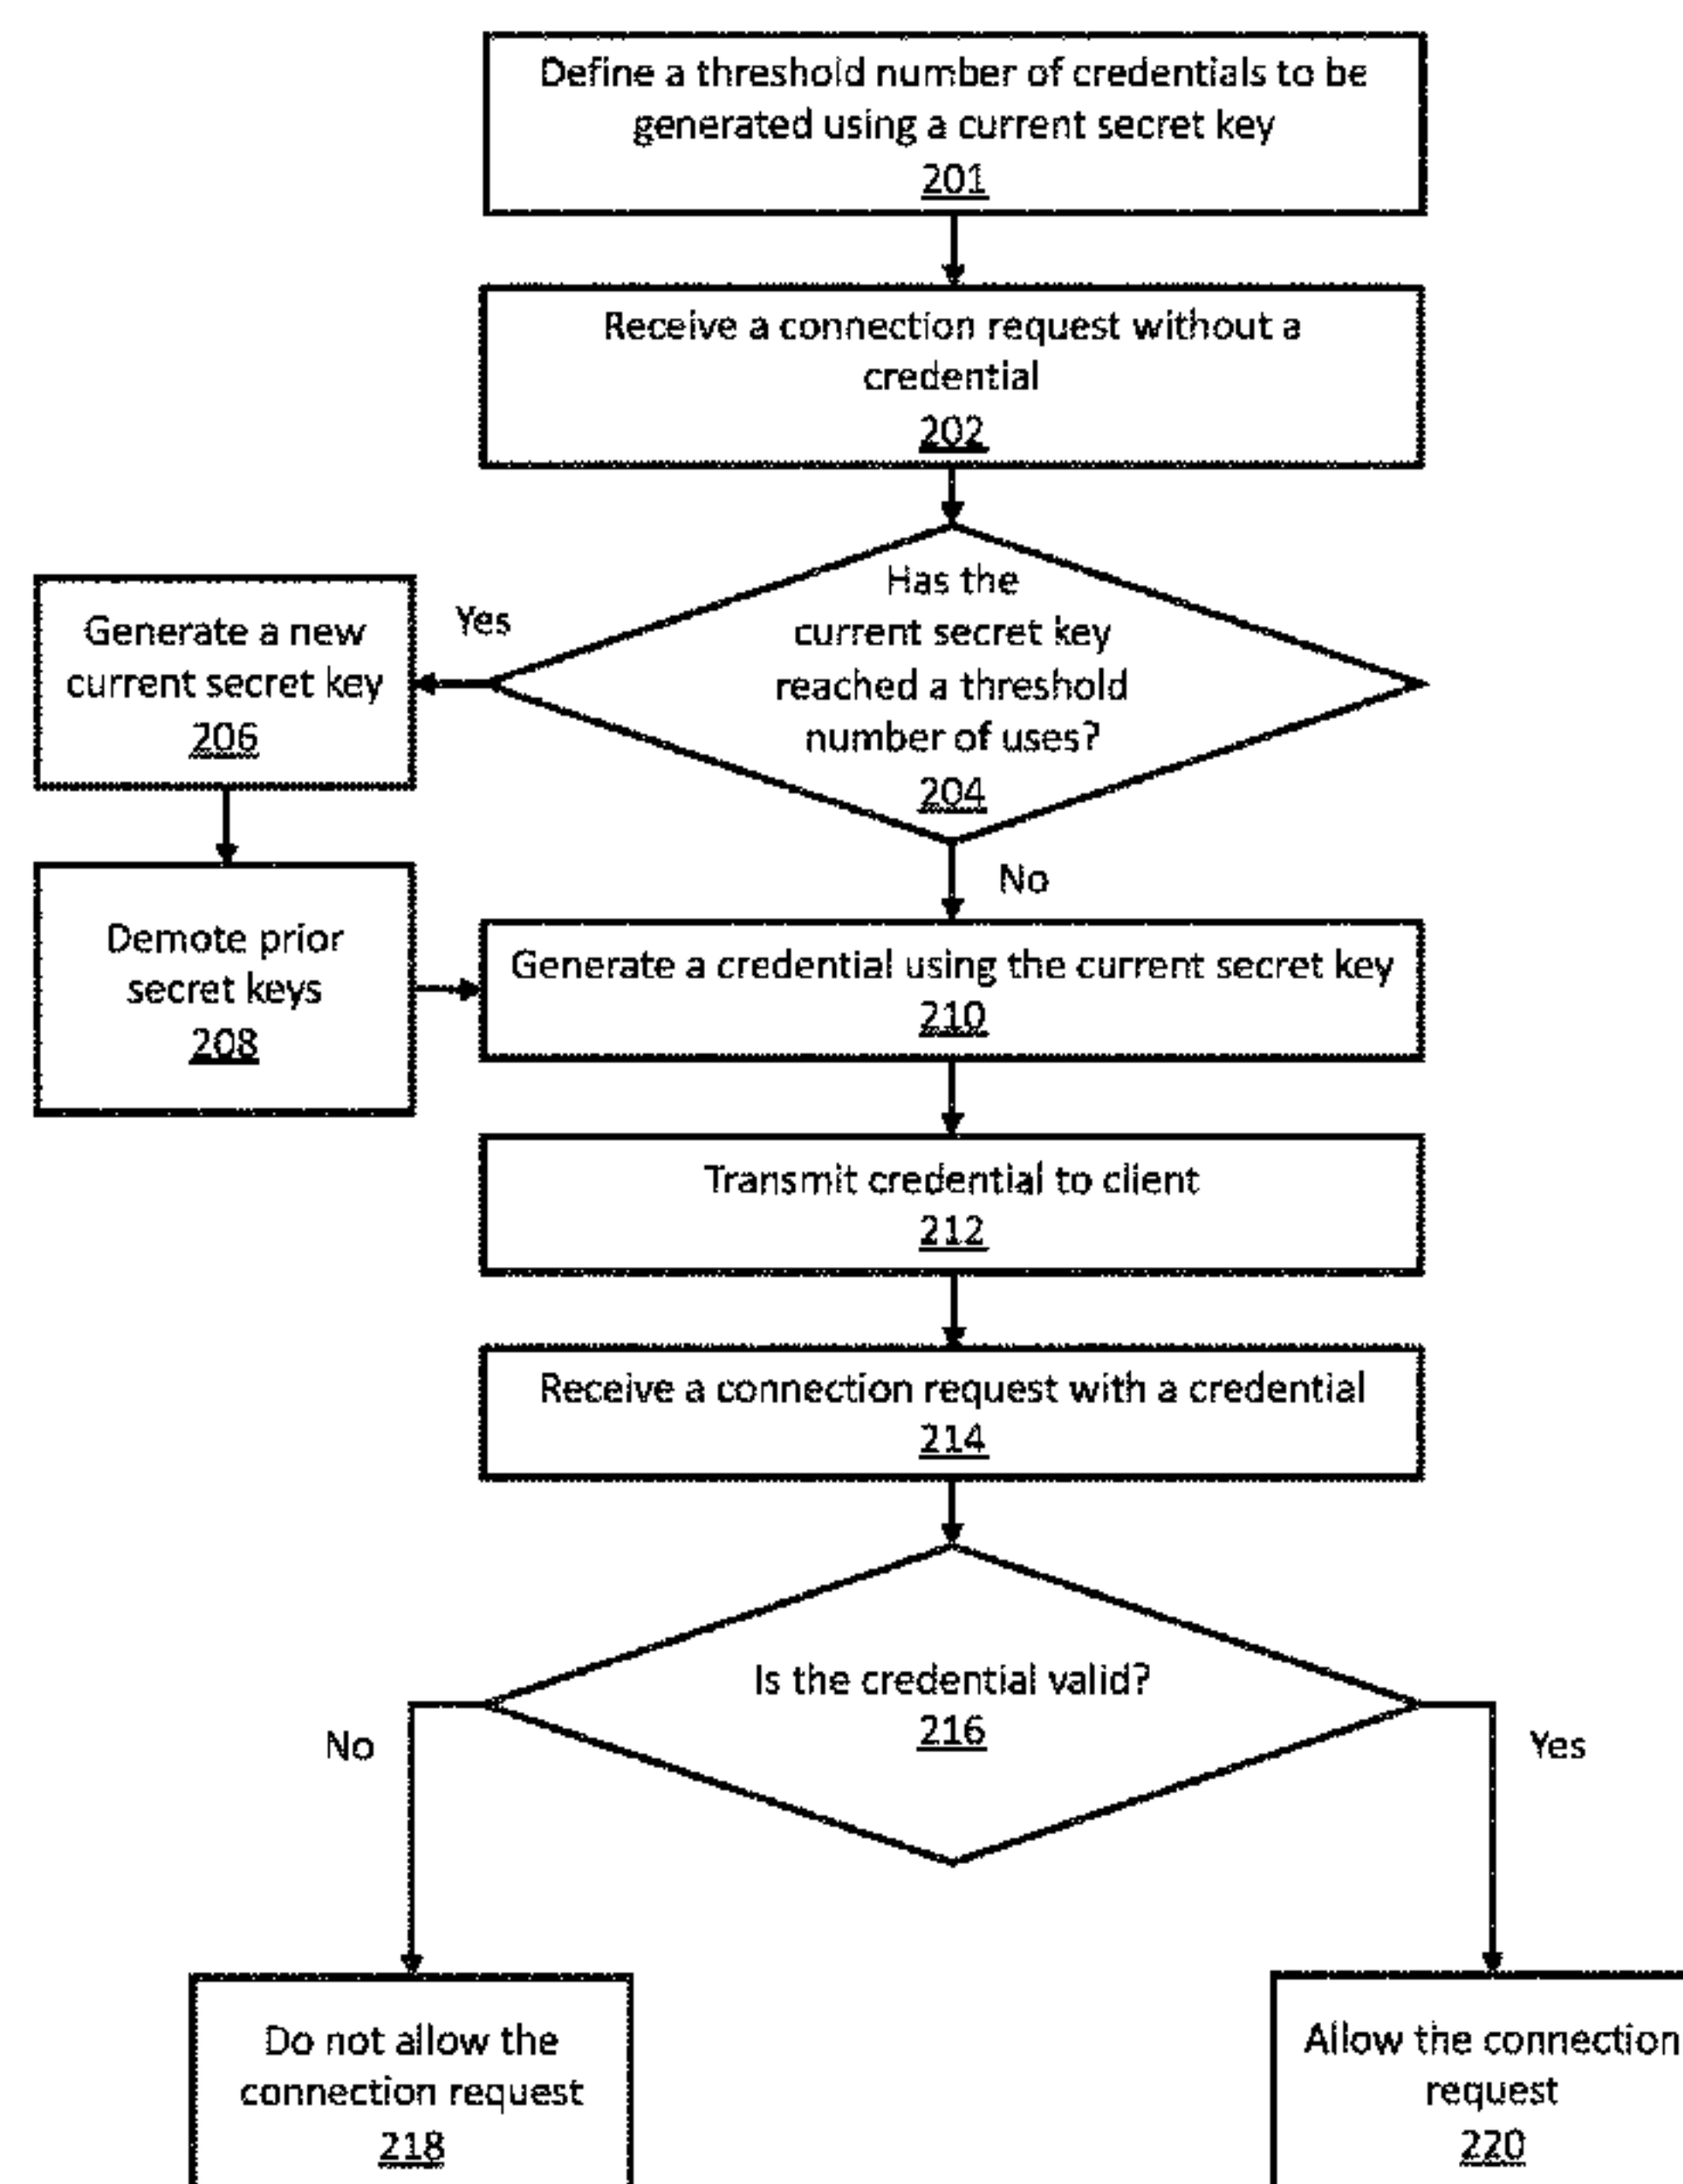 Define a threshold number of credentials to be
generated using a current secret key
201
Receive a connection request without a
credential
202
Has the
current secret key
reached a threshold
number of uses?
204
Yes
Generate a new
current secret key
206
No
Demote prior
secret keys
208
Generate a credential using the current secret key
210
Transmit credential to client
212
Receive a connection request with a credential
214
Is the credential valid?
216
No
Yes
Do not allow the
connection request
218
Allow the connection
request
220